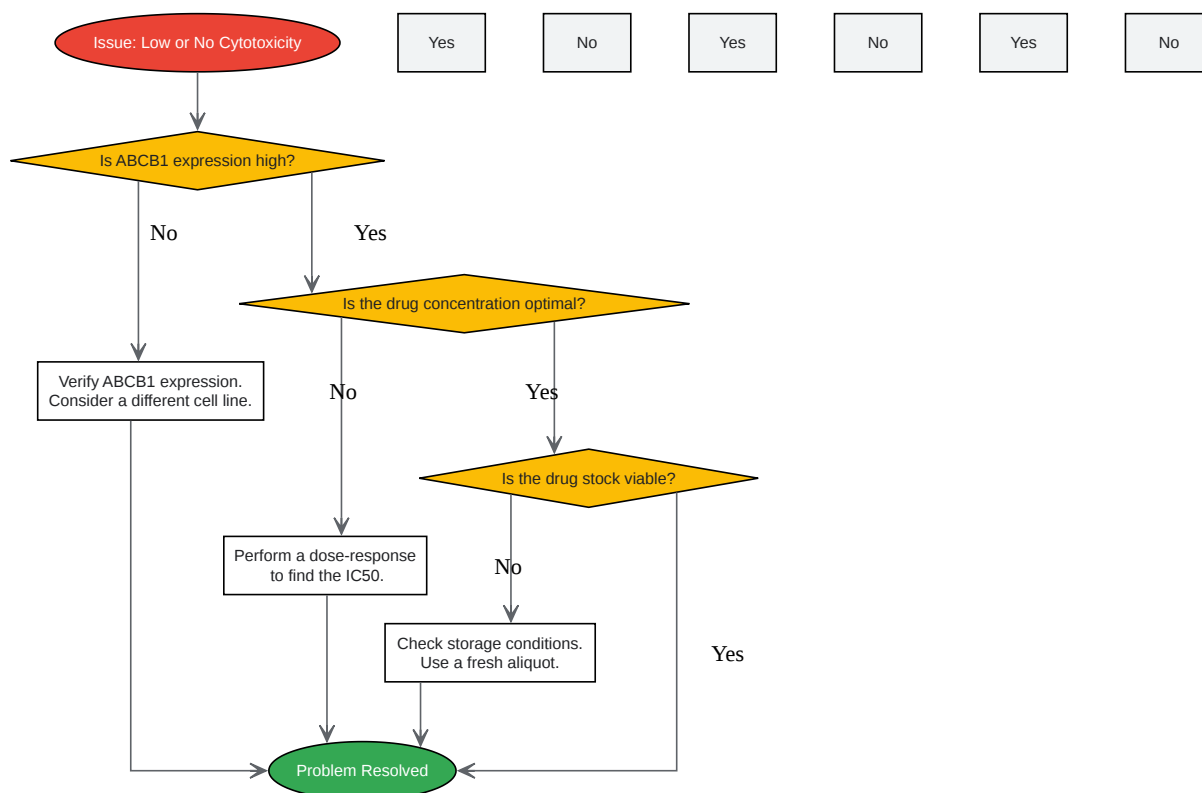 Issue: Low or No Cytotoxicity
Yes
No
Yes
No
Yes
No
Is ABCB1 expression high?
No
Yes
Is the drug concentration optimal?
Verify ABCB1 expression.
Consider a different cell line.
No
Yes
Is the drug stock viable?
Perform a dose-response
to find the IC50.
No
Check storage conditions.
Use a fresh aliquot.
Yes
Problem Resolved